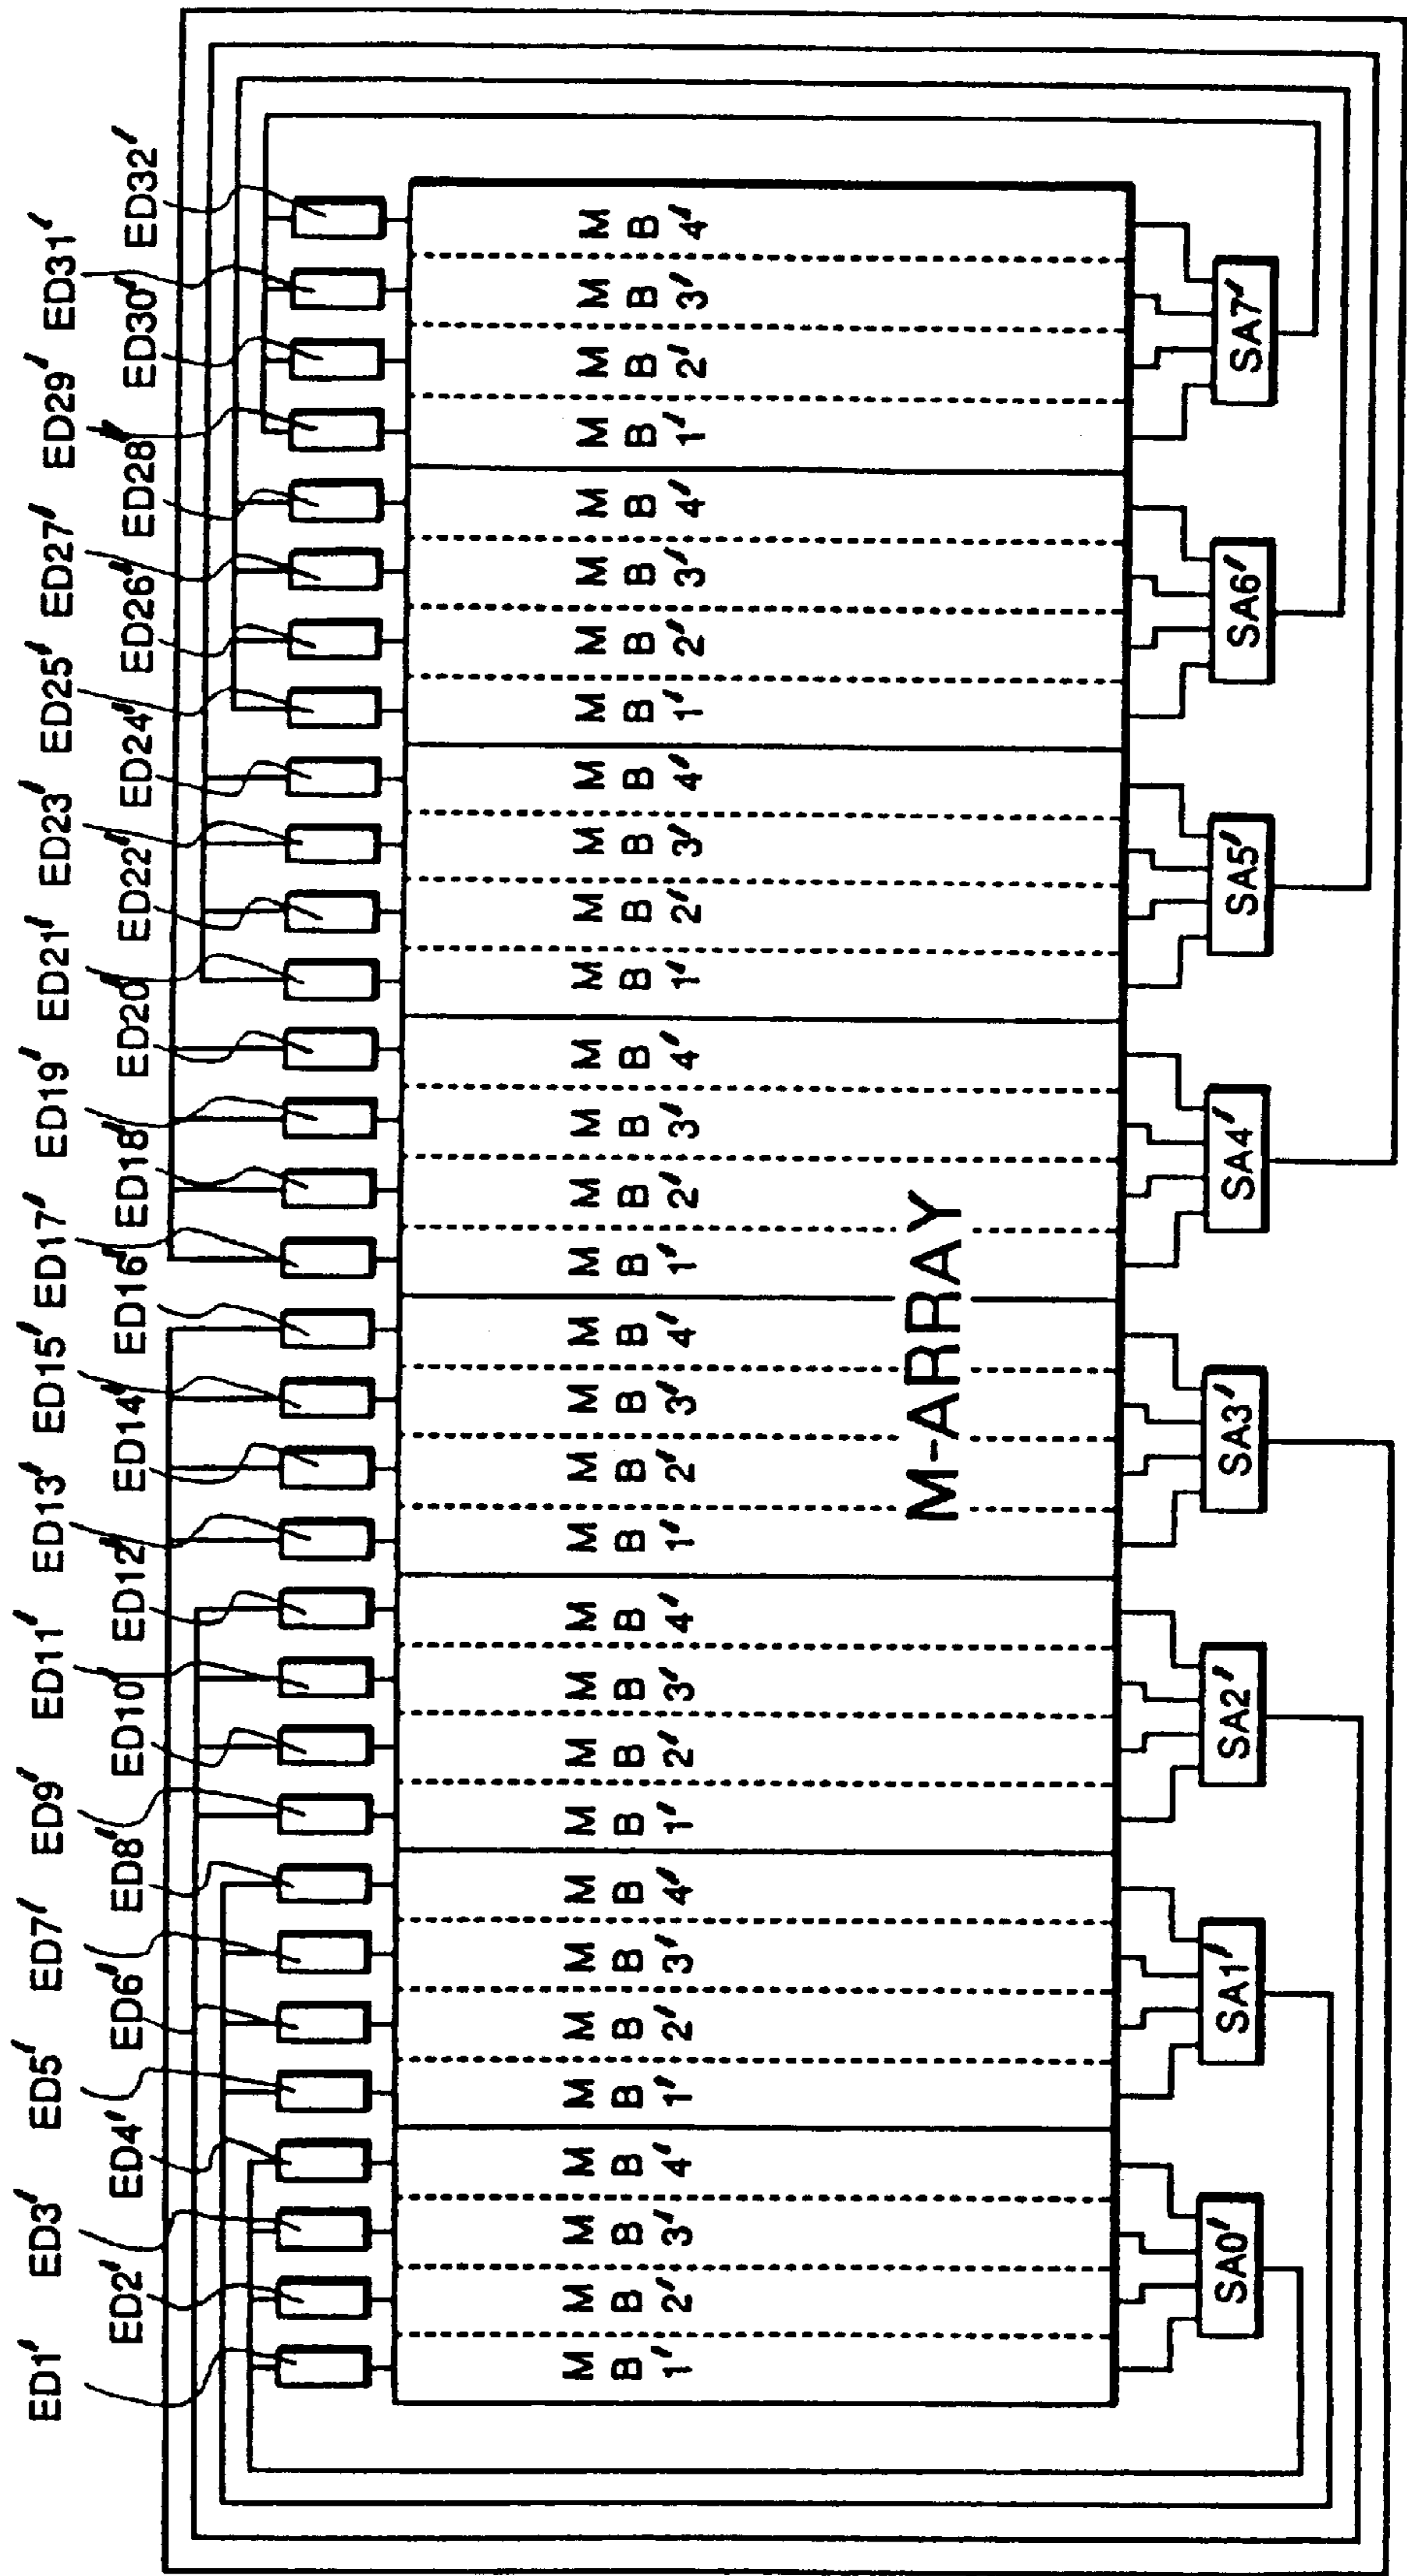 ED1′
ED2′
ED3′
ED4′
ED5′
ED6′
ED7′
ED8′
ED9′
ED10′
ED11′
ED12′
ED13′
ED14′
ED15′
ED16′
ED17′
ED18′
ED19′
ED20′
ED21′
ED22′
ED23′
ED24′
ED25′
ED26′
ED27′
ED28′
ED29′
ED30′
ED31′
ED32′
MB1′
MB2′
MB3′
MB4′
MB1′
MB2′
MB3′
MB4′
MB1′
MB2′
MB3′
MB4′
MB1′
MB2′
MB3′
MB4′
MB1′
MB2′
MB3′
MB4′
MB1′
MB2′
MB3′
MB4′
MB1′
MB2′
MB3′
MB4′
MB1′
MB2′
MB3′
MB4′
M-ARRAY
SA0′
SA1′
SA2′
SA3′
SA4′
SA5′
SA6′
SA7′